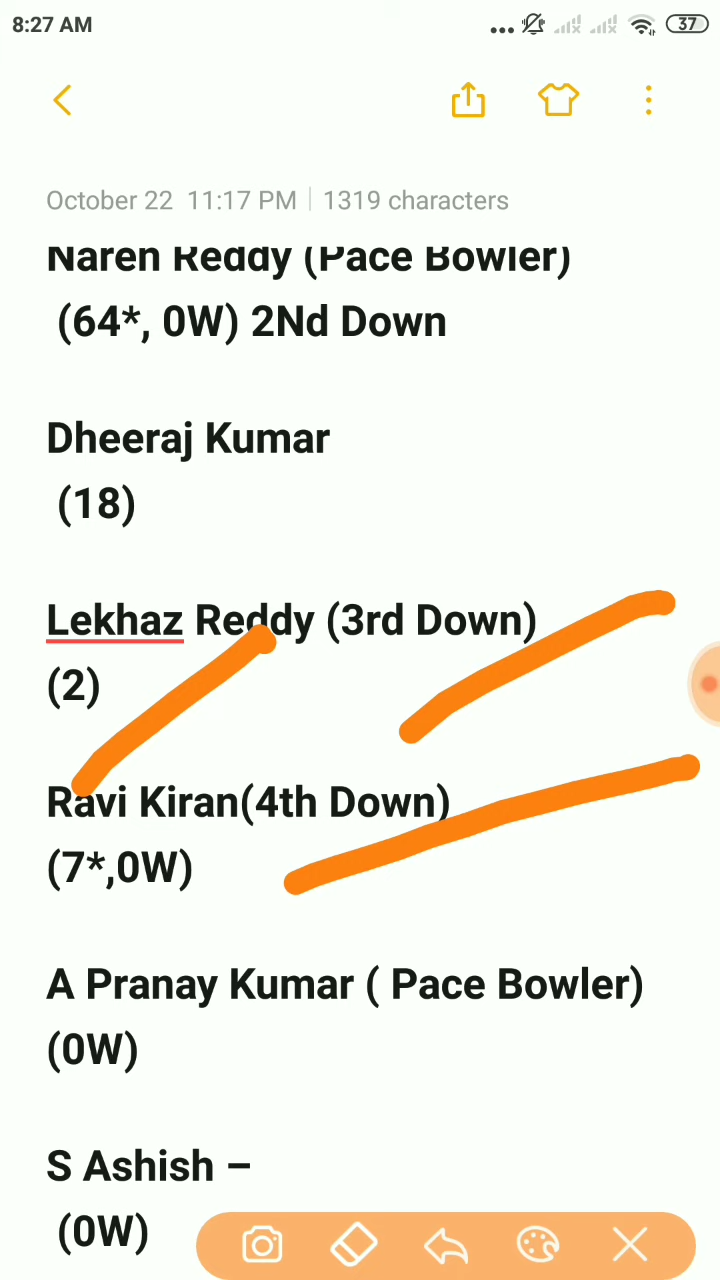 8:27 AM
37
October 22 11:17 PM | 1319 characters
Naren Reddy (Pace Bowler)
(64*, 0W) 2Nd Down
Dheeraj Kumar
(18)
Lekhaz Reddy (3rd Down)
(2)
Ravi Kiran(4th Down)
(7*,0W)
A Pranay Kumar ( Pace Bowler)
(0W)
S Ashish –
(0W)